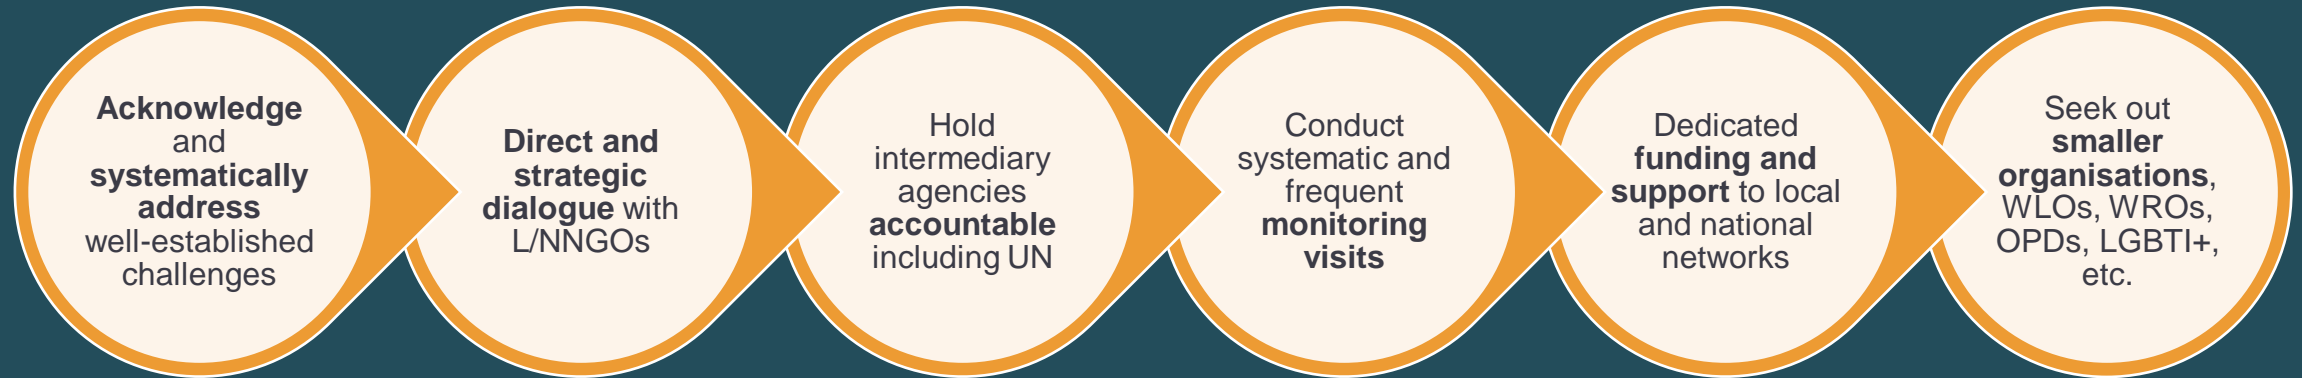 Acknowledge
and
systematically
address
well-established
challenges
Direct and
strategic
dialogue with
L/NNGOs
Hold
intermediary
agencies
accountable
including UN
Conduct
systematic and
frequent
monitoring
visits
Dedicated
funding and
support to local
and national
networks
Seek out
smaller
organisations,
WLOs, WROs,
OPDs, LGBTI+,
etc.